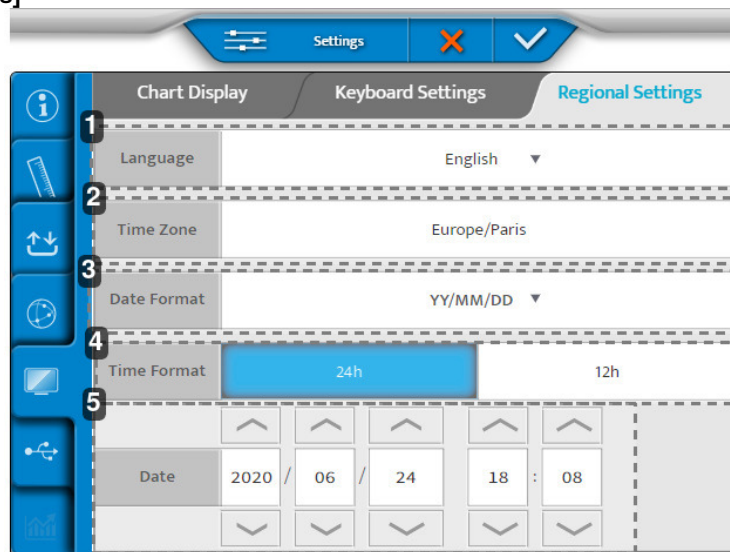 s]
Settings
Chart Display Keyboard Settings Regional Settings
1
Language English ▼
2
Time Zone Europe/Paris
3
Date Format YY/MM/DD ▼
4
Time Format 24h 12h
5
Date 2020 / 06 / 24 18 : 08